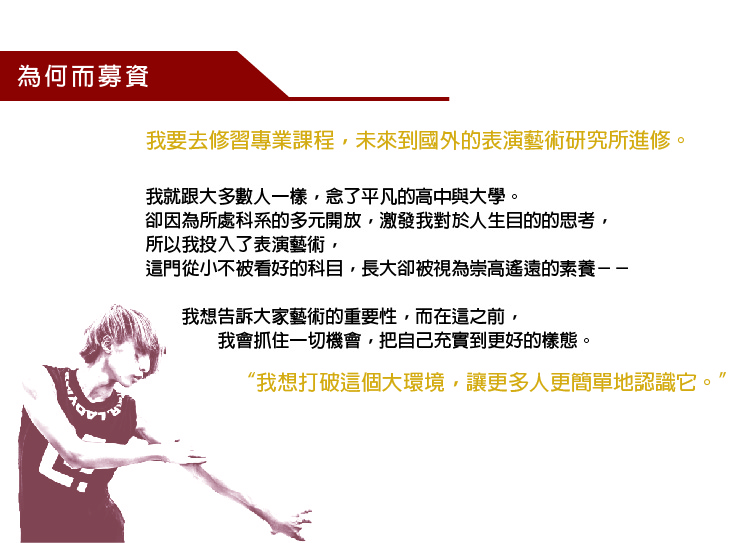 為何而募資
我要去修習專業課程，未來到國外的表演藝術研究所進修。
我就跟大多數人一樣，念了平凡的高中與大學。
卻因為所處科系的多元開放，激發我對於人生目的的思考，
所以我投入了表演藝術，
這門從小不被看好的科目，長大卻被視為崇高遙遠的素養－－
我想告訴大家藝術的重要性，而在這之前，
我會抓住一切機會，把自己充實到更好的樣態。
“我想打破這個大環境，讓更多人更簡單地認識它。”